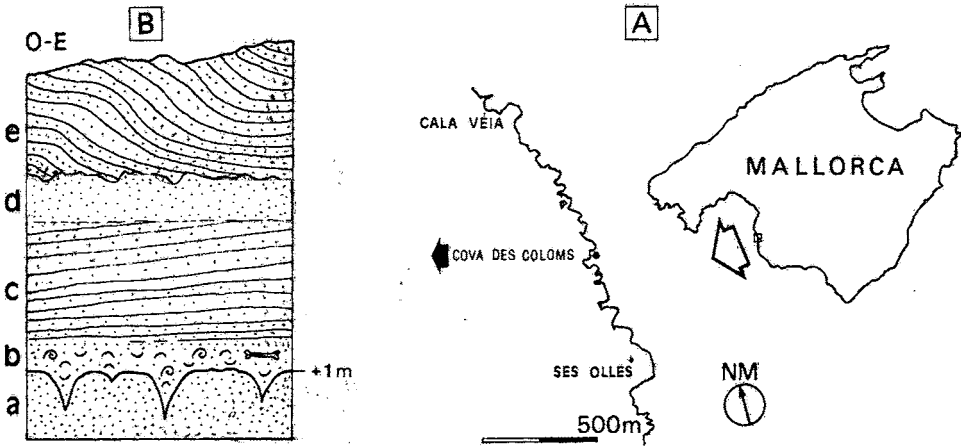 B
O-E
e
d
c
b
a
+1m
A
CALA VEIA
COVA DES COLOMS
SES OLLES
500m
MALLORCA
NM